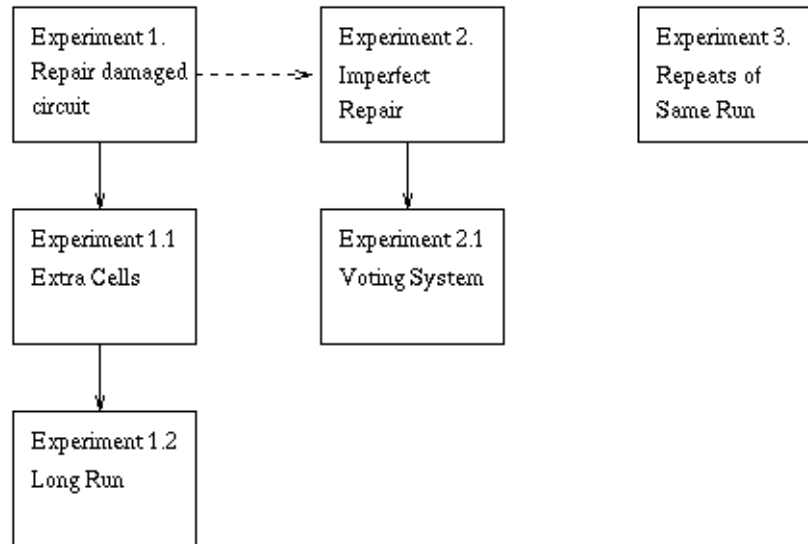 Experiment 1.
Repair damaged
circuit
Experiment 2.
Imperfect
Repair
Experiment 3.
Repeats of
Same Run
Experiment 1.1
Extra Cells
Experiment 2.1
Voting System
Experiment 1.2
Long Run